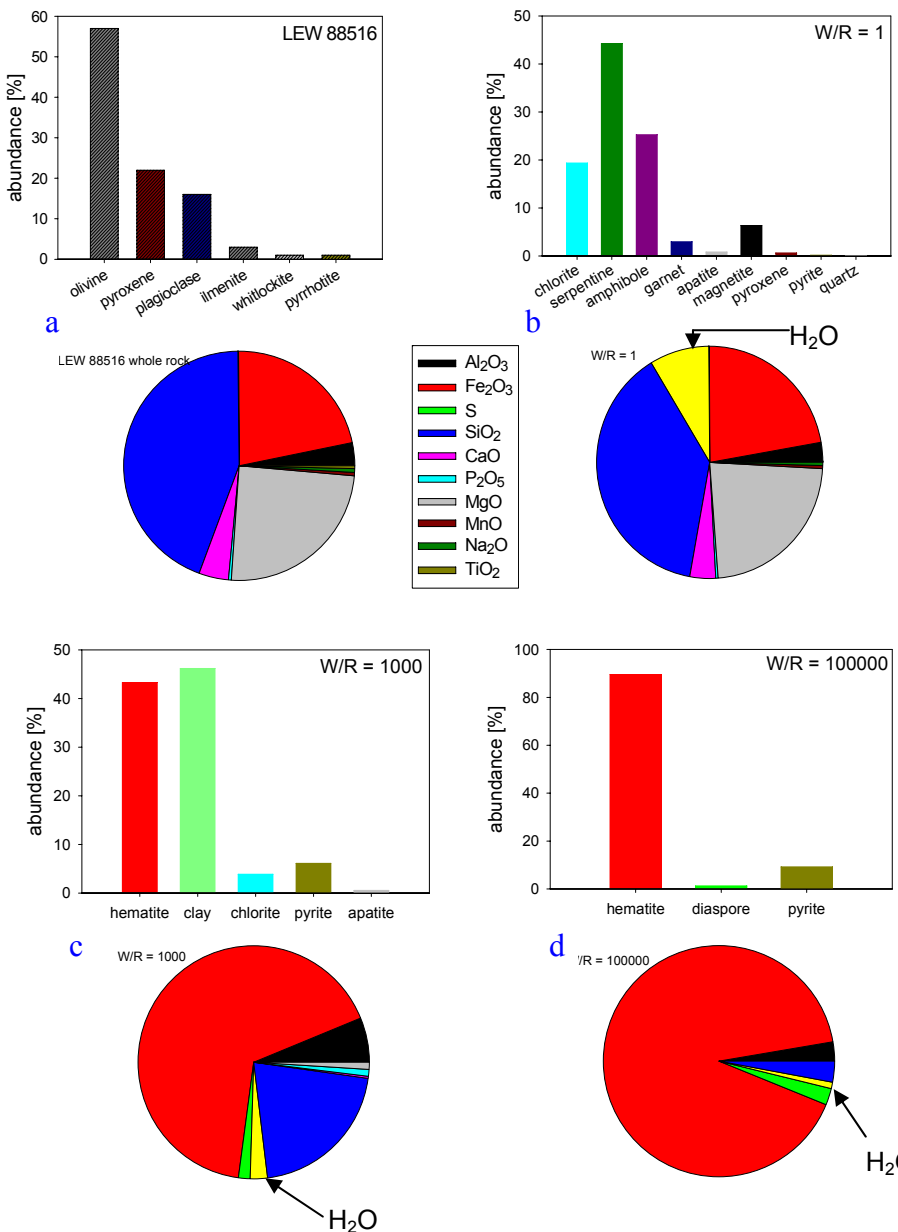 LEW 88516
abundance [%]
60
50
40
30
20
10
0
olivine
pyroxene
plagioclase
ilmenite
whitlockite
pyrrhotite
a
W/R = 1
abundance [%]
50
40
30
20
10
0
chlorite
serpentine
amphibole
garnet
apatite
magnetite
pyroxene
pyrite
quartz
b
LEW 88516 whole rock
Al₂O₃
Fe₂O₃
S
SiO₂
CaO
P₂O₅
MgO
MnO
Na₂O
TiO₂
W/R = 1
H₂O
W/R = 1000
abundance [%]
50
40
30
20
10
0
hematite clay chlorite pyrite apatite
c
W/R = 100000
abundance [%]
100
80
60
40
20
0
hematite diaspore pyrite
d
W/R = 1000
H₂O
/R = 100000
H₂O